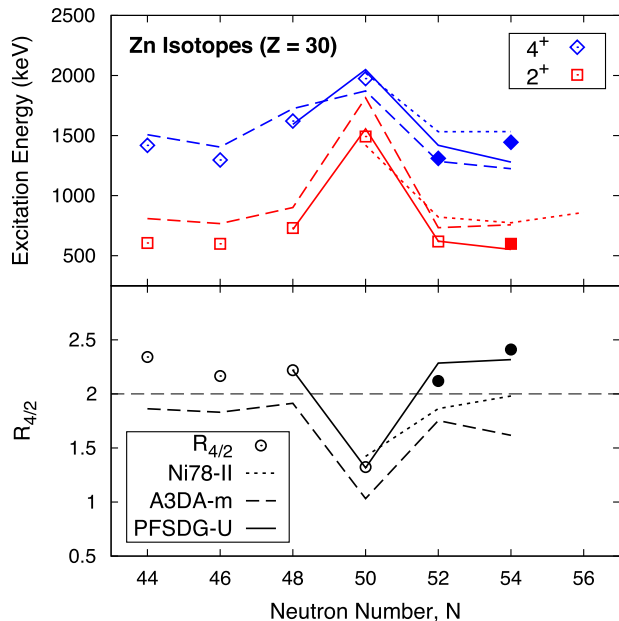 Zn Isotopes (Z = 30)
4+
2+
Excitation Energy (keV)
2500
2000
1500
1000
500
R4/2
2.5
2
1.5
1
0.5
R4/2
Ni78-II
A3DA-m
PFSDG-U
44 46 48 50 52 54 56
Neutron Number, N